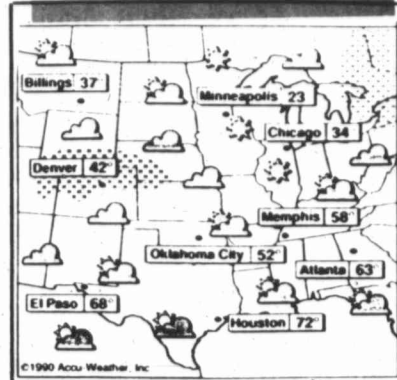 Billings 37
Minneapolis 23
Chicago 34
Denver 42°
Memphis 58°
Oklahoma City 52°
Atlanta 63°
El Paso 68°
Houston 72°
©1990 Accu-Weather, Inc